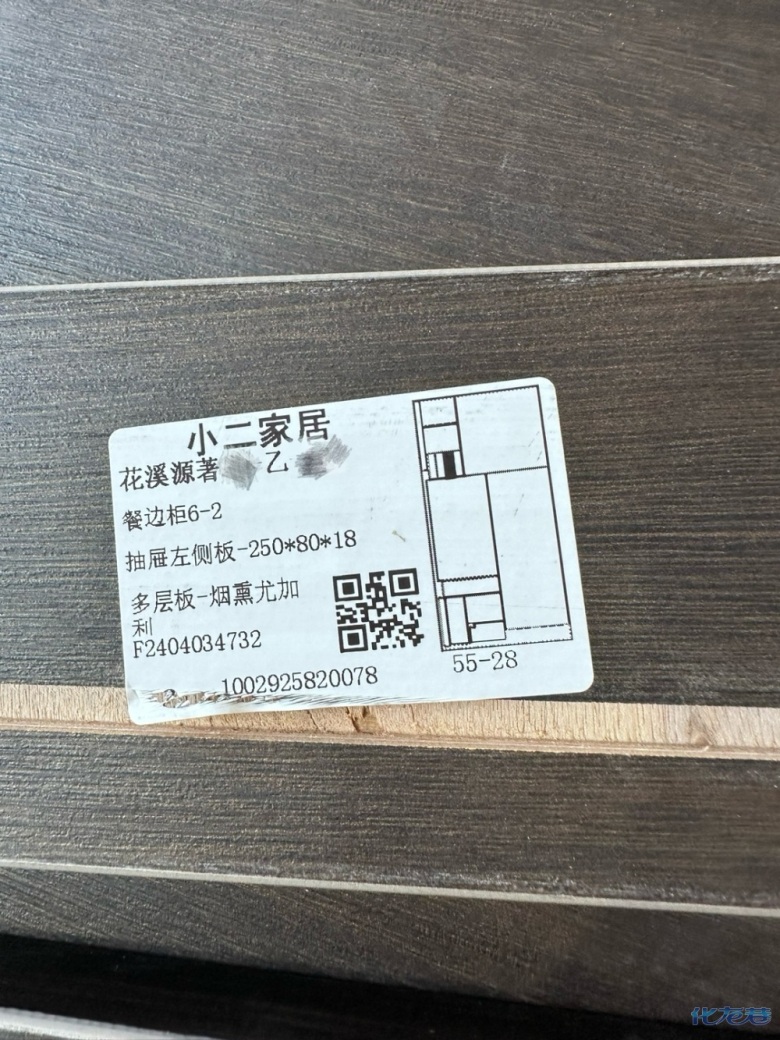 小二家居
花溪源著 乙
餐边柜6-2
抽屉左侧板-250*80*18
多层板-烟熏尤加
利
F2404034732
1002925820078
55-28
化龙巷